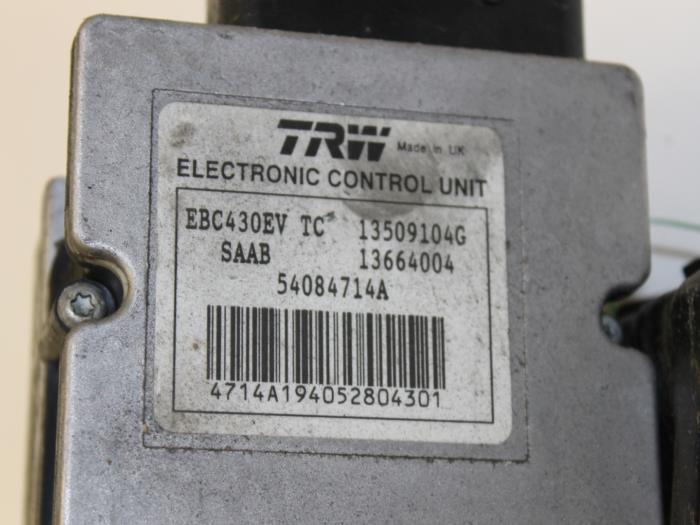 TRW Made in UK
ELECTRONIC CONTROL UNIT
EBC430EV TC 13509104G
SAAB 13664004
54084714A
4714A194052804301